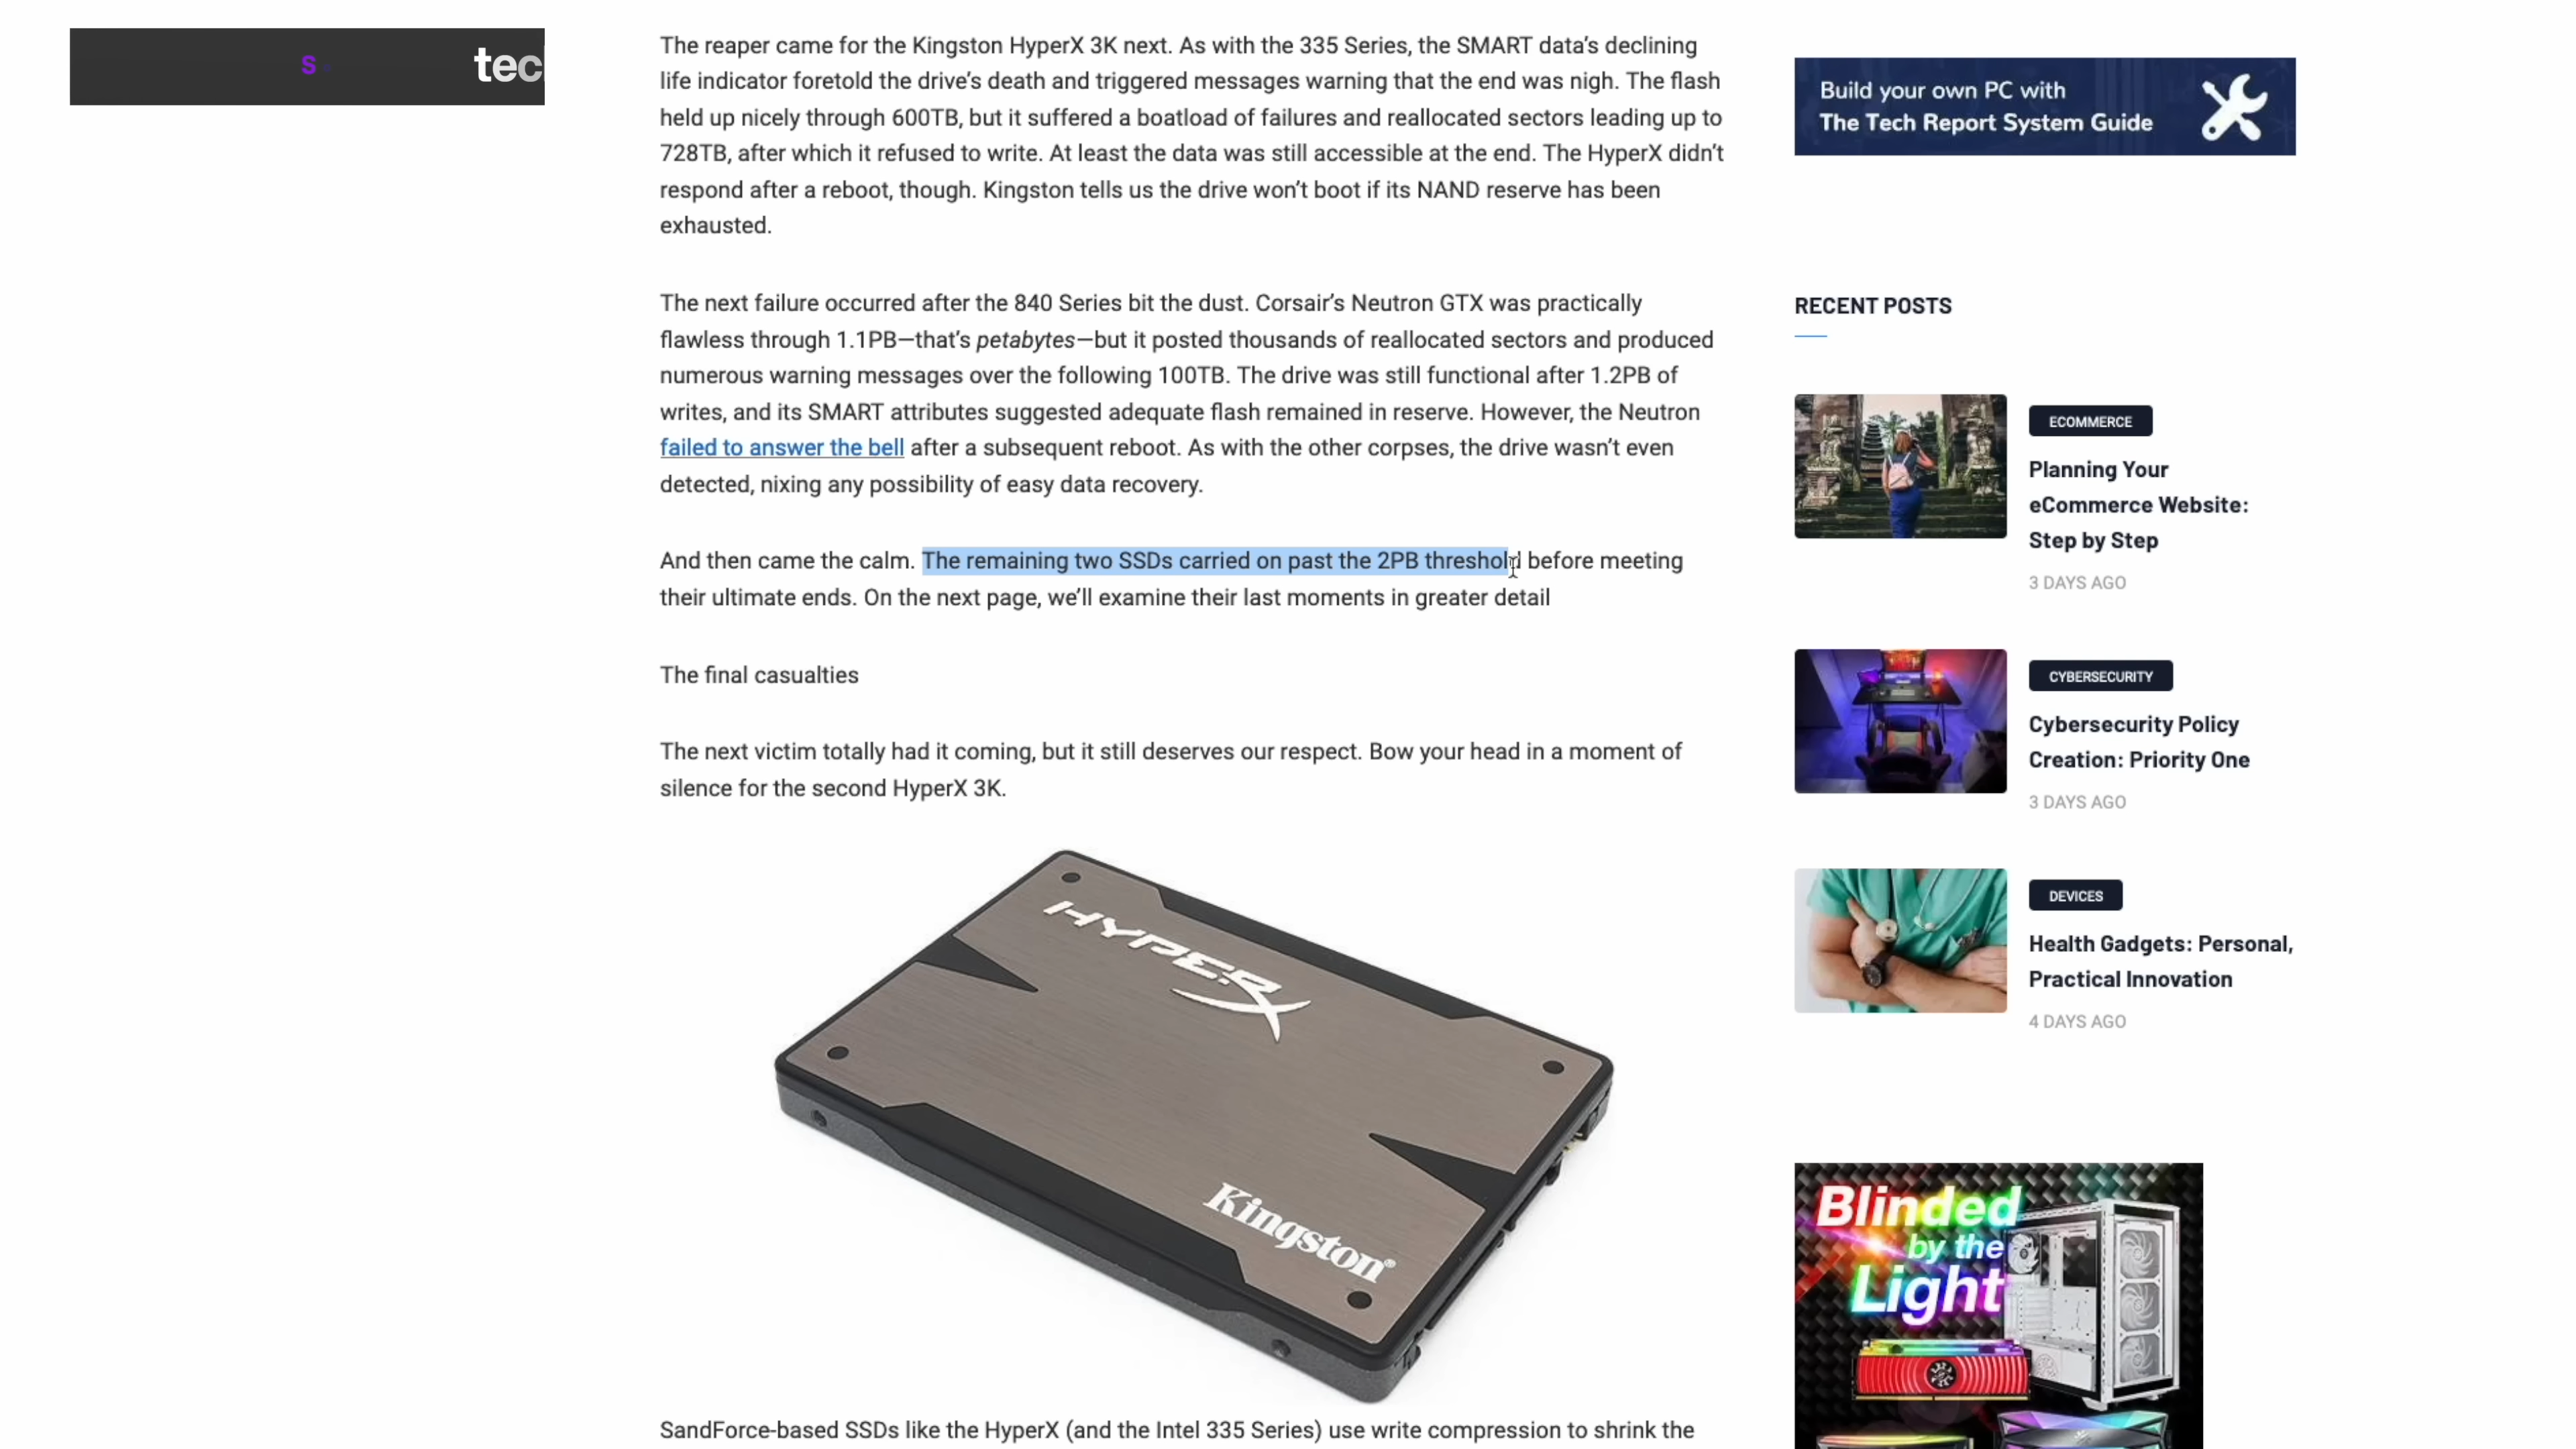 S
tec
The reaper came for the Kingston HyperX 3K next. As with the 335 Series, the SMART data’s declining
life indicator foretold the drive’s death and triggered messages warning that the end was nigh. The flash
held up nicely through 600TB, but it suffered a boatload of failures and reallocated sectors leading up to
728TB, after which it refused to write. At least the data was still accessible at the end. The HyperX didn’t
respond after a reboot, though. Kingston tells us the drive won’t boot if its NAND reserve has been
exhausted.
The next failure occurred after the 840 Series bit the dust. Corsair’s Neutron GTX was practically
flawless through 1.1PB—that’s petabytes—but it posted thousands of reallocated sectors and produced
numerous warning messages over the following 100TB. The drive was still functional after 1.2PB of
writes, and its SMART attributes suggested adequate flash remained in reserve. However, the Neutron
failed to answer the bell after a subsequent reboot. As with the other corpses, the drive wasn’t even
detected, nixing any possibility of easy data recovery.
And then came the calm. The remaining two SSDs carried on past the 2PB threshold before meeting
their ultimate ends. On the next page, we’ll examine their last moments in greater detail
The final casualties
The next victim totally had it coming, but it still deserves our respect. Bow your head in a moment of
silence for the second HyperX 3K.
HYPERX
Kingston®
SandForce-based SSDs like the HyperX (and the Intel 335 Series) use write compression to shrink the
Build your own PC with
The Tech Report System Guide
RECENT POSTS
ECOMMERCE
Planning Your
eCommerce Website:
Step by Step
3 DAYS AGO
CYBERSECURITY
Cybersecurity Policy
Creation: Priority One
3 DAYS AGO
DEVICES
Health Gadgets: Personal,
Practical Innovation
4 DAYS AGO
Blinded
by the
Light